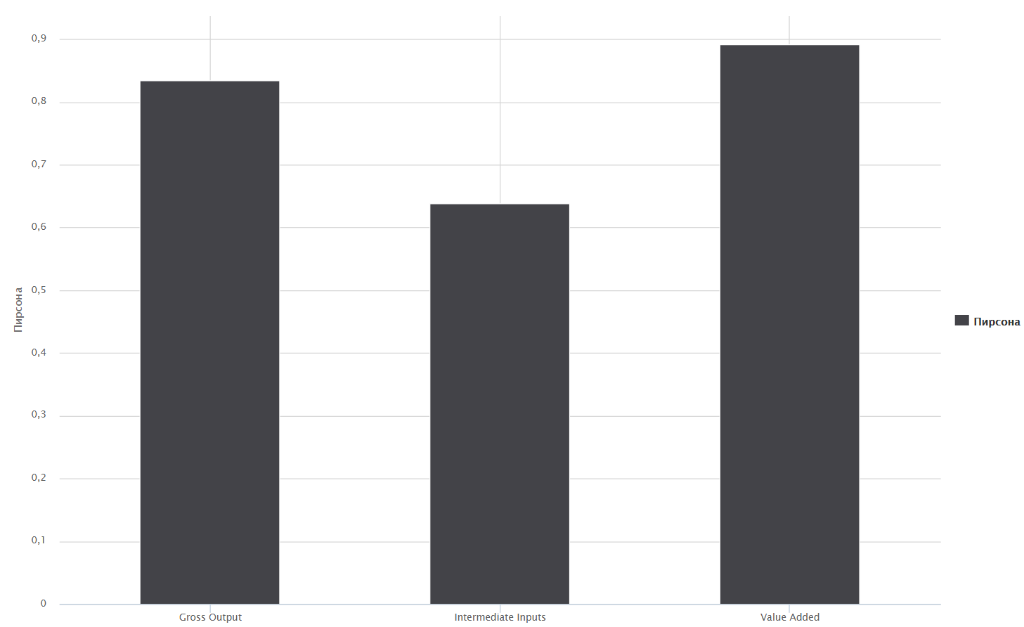 0,9
0,8
0,7
0,6
0,5
0,4
0,3
0,2
0,1
0
Пирсона
Gross Output
Intermediate Inputs
Value Added
Пирсона